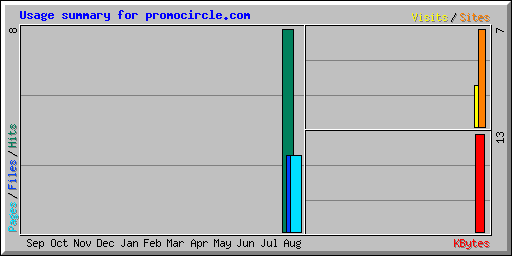 Usage summary for promocircle.com
Visits/Sites
8
7
Pages/Files/Hits
13
Sep Oct Nov Dec Jan Feb Mar Apr May Jun Jul Aug
KBytes